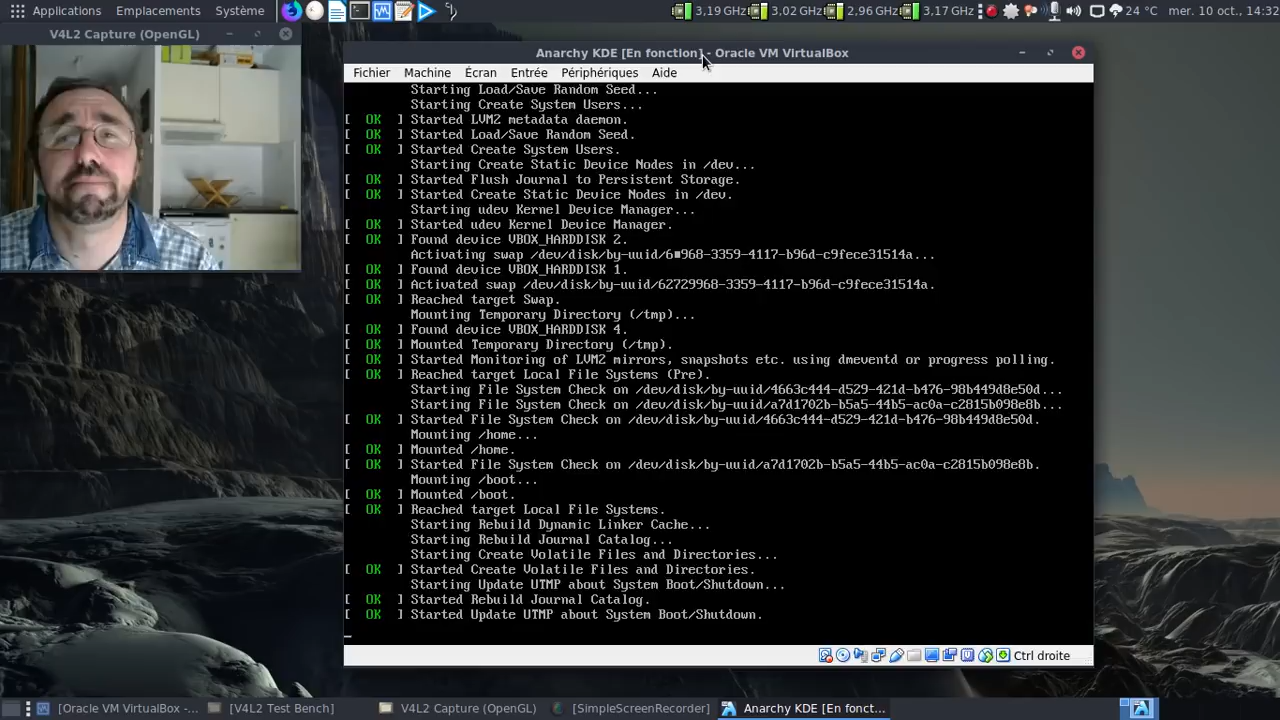 Applications Emplacements Système 3,19 GHz 3,02 GHz 2,96 GHz 3,17 GHz 24 °C mer. 10 oct., 14:32
V4L2 Capture (OpenGL)
Anarchy KDE [En fonction] - Oracle VM VirtualBox
Fichier Machine Écran Entrée Périphériques Aide
Starting Load/Save Random Seed...
Starting Create System Users...
[ OK ] Started LVM2 metadata daemon.
[ OK ] Started Load/Save Random Seed.
[ OK ] Started Create System Users.
Starting Create Static Device Nodes in /dev...
[ OK ] Started Flush Journal to Persistent Storage.
[ OK ] Started Create Static Device Nodes in /dev.
Starting udev Kernel Device Manager...
[ OK ] Started udev Kernel Device Manager.
[ OK ] Found device VBOX_HARDDISK 2.
Activating swap /dev/disk/by-uuid/6■968-3359-4117-b96d-c9fece31514a...
[ OK ] Found device VBOX_HARDDISK 1.
[ OK ] Activated swap /dev/disk/by-uuid/62729968-3359-4117-b96d-c9fece31514a.
[ OK ] Reached target Swap.
Mounting Temporary Directory (/tmp)...
[ OK ] Found device VBOX_HARDDISK 4.
[ OK ] Mounted Temporary Directory (/tmp).
[ OK ] Started Monitoring of LVM2 mirrors, snapshots etc. using dmeventd or progress polling.
[ OK ] Reached target Local File Systems (Pre).
Starting File System Check on /dev/disk/by-uuid/4663c444-d529-421d-b476-98b449d8e50d...
Starting File System Check on /dev/disk/by-uuid/a7d1702b-b5a5-44b5-ac0a-c2815b098e8b...
[ OK ] Started File System Check on /dev/disk/by-uuid/4663c444-d529-421d-b476-98b449d8e50d.
Mounting /home...
[ OK ] Mounted /home.
[ OK ] Started File System Check on /dev/disk/by-uuid/a7d1702b-b5a5-44b5-ac0a-c2815b098e8b.
Mounting /boot...
[ OK ] Mounted /boot.
[ OK ] Reached target Local File Systems.
Starting Rebuild Dynamic Linker Cache...
Starting Rebuild Journal Catalog...
Starting Create Volatile Files and Directories...
[ OK ] Started Create Volatile Files and Directories.
Starting Update UTMP about System Boot/Shutdown...
[ OK ] Started Rebuild Journal Catalog.
[ OK ] Started Update UTMP about System Boot/Shutdown.
Ctrl droite
[Oracle VM VirtualBox -... [V4L2 Test Bench] V4L2 Capture (OpenGL) [SimpleScreenRecorder] Anarchy KDE [En fonct...